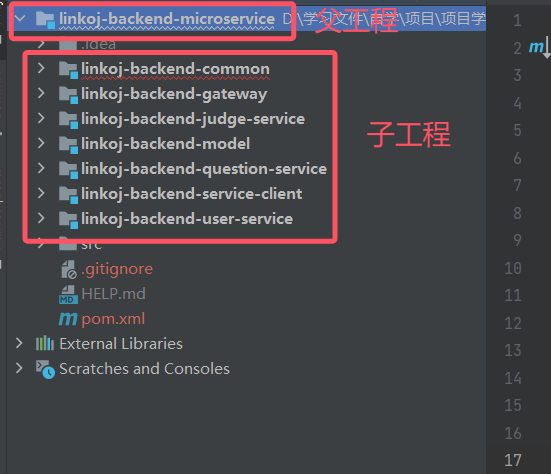 linkoj-backend-microservice D:\学习文件\自学\项目\项目学
父工程
.idea
linkoj-backend-common
linkoj-backend-gateway
linkoj-backend-judge-service
子工程
linkoj-backend-model
linkoj-backend-question-service
linkoj-backend-service-client
linkoj-backend-user-service
src
.gitignore
HELP.md
pom.xml
External Libraries
Scratches and Consoles
1
2
3
4
5
6
7
8
9
10
11
12
13
14
15
16
17